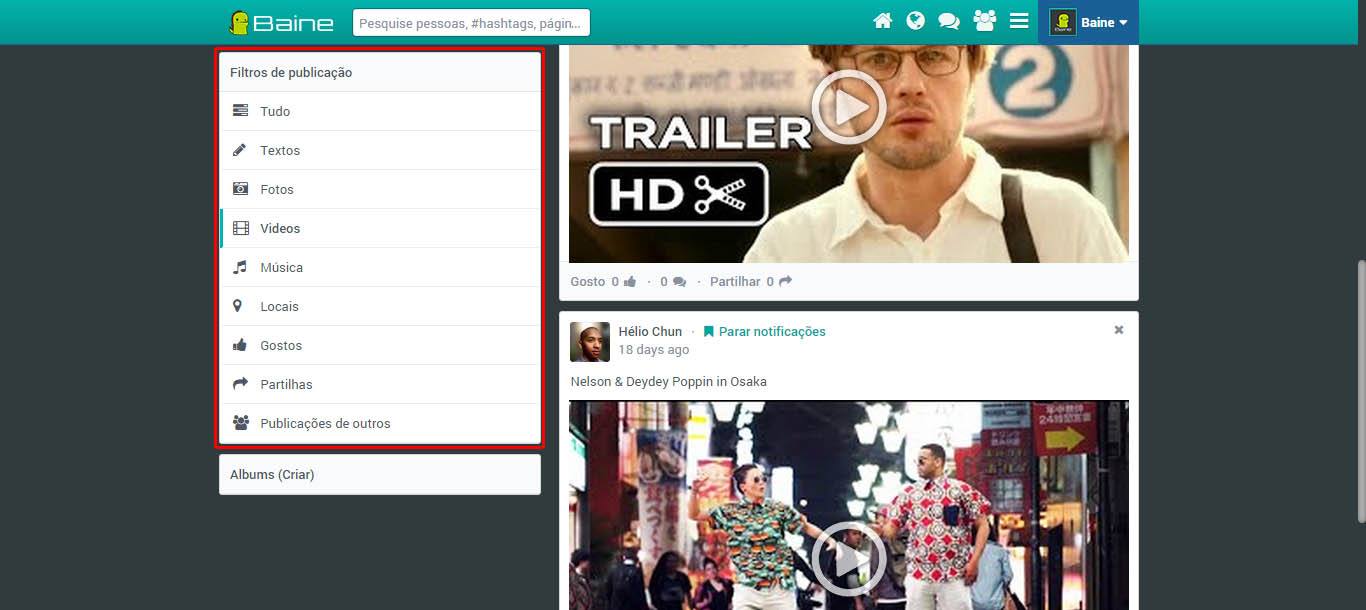 Baine
Pesquise pessoas, #hashtags, págin...
Baine
Filtros de publicação
Tudo
Textos
Fotos
Videos
Música
Locais
Gostos
Partilhas
Publicações de outros
Albums (Criar)
2
TRAILER
HD
Gosto 0 · 0 · Partilhar 0
Hélio Chun · Parar notificações
18 days ago
Nelson & Deydey Poppin in Osaka